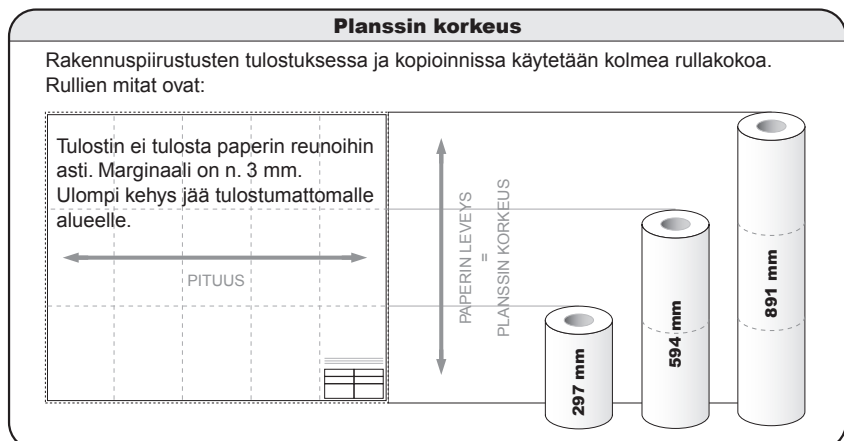 Planssin korkeus
Rakennuspiirustusten tulostuksessa ja kopioinnissa käytetään kolmea rullakokoa.
Rullien mitat ovat:
Tulostin ei tulosta paperin reunoihin
asti. Marginaali on n. 3 mm.
Ulompi kehys jää tulostumattomalle
alueelle.
PITUUS
PAPERIN LEVEYS
=
PLANSSIN KORKEUS
297 mm
594 mm
891 mm